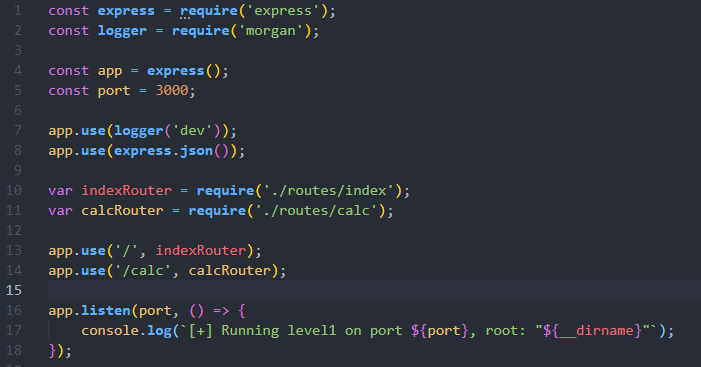 1 const express = require('express');
2 const logger = require('morgan');
3
4 const app = express();
5 const port = 3000;
6
7 app.use(logger('dev'));
8 app.use(express.json());
9
10 var indexRouter = require('./routes/index');
11 var calcRouter = require('./routes/calc');
12
13 app.use('/', indexRouter);
14 app.use('/calc', calcRouter);
15
16 app.listen(port, () => {
17     console.log(`[+] Running level1 on port ${port}, root: "${__dirname}"`);
18 });